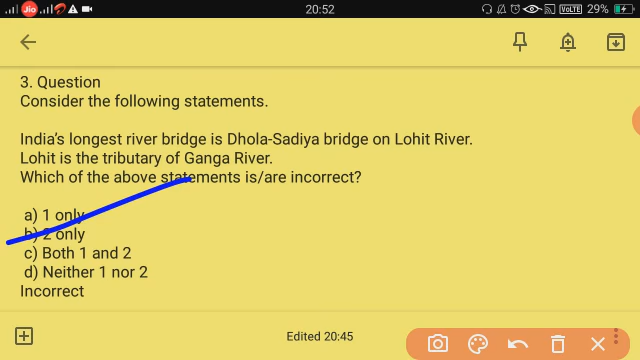 Jio 20:52 VoLTE 29%
3. Question
Consider the following statements.
India's longest river bridge is Dhola-Sadiya bridge on Lohit River.
Lohit is the tributary of Ganga River.
Which of the above statements is/are incorrect?
a) 1 only
b) 2 only
c) Both 1 and 2
d) Neither 1 nor 2
Incorrect
Edited 20:45